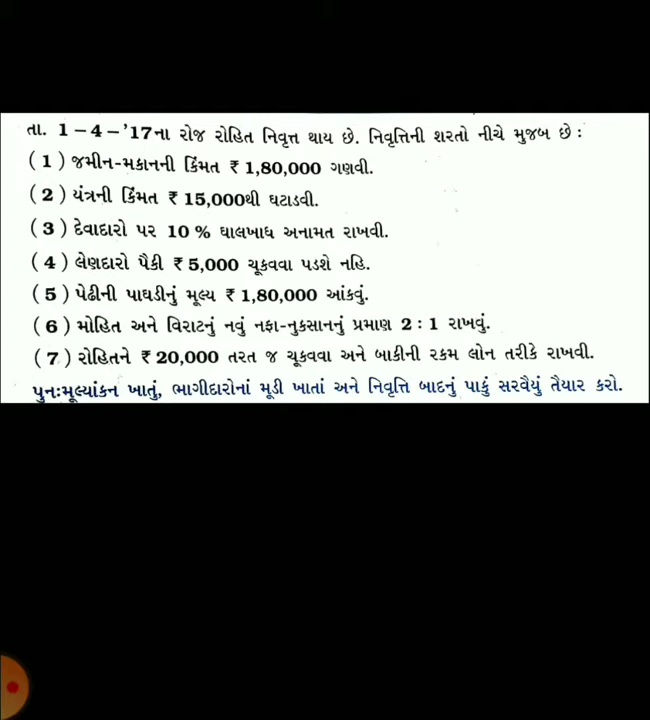 તા. 1 – 4 – '17ના રોજ રોહિત નિવૃત્ત થાય છે. નિવૃત્તિની શરતો નીચે મુજબ છે :
( 1 ) જમીન-મકાનની કિંમત ₹ 1,80,000 ગણવી.
( 2 ) યંત્રની કિંમત ₹ 15,000થી ઘટાડવી.
( 3 ) દેવાદારો પર 10 % ઘાલખાધ અનામત રાખવી.
( 4 ) લેણદારો પૈકી ₹ 5,000 ચૂકવવા પડશે નહિ.
( 5 ) પેઢીની પાઘડીનું મૂલ્ય ₹ 1,80,000 આંકવું.
( 6 ) મોહિત અને વિરાટનું નવું નફા-નુકસાનનું પ્રમાણ 2 : 1 રાખવું.
( 7 ) રોહિતને ₹ 20,000 તરત જ ચૂકવવા અને બાકીની રકમ લોન તરીકે રાખવી.
પુનઃમૂલ્યાંકન ખાતું, ભાગીદારોનાં મૂડી ખાતાં અને નિવૃત્તિ બાદનું પાકું સરવૈયું તૈયાર કરો.